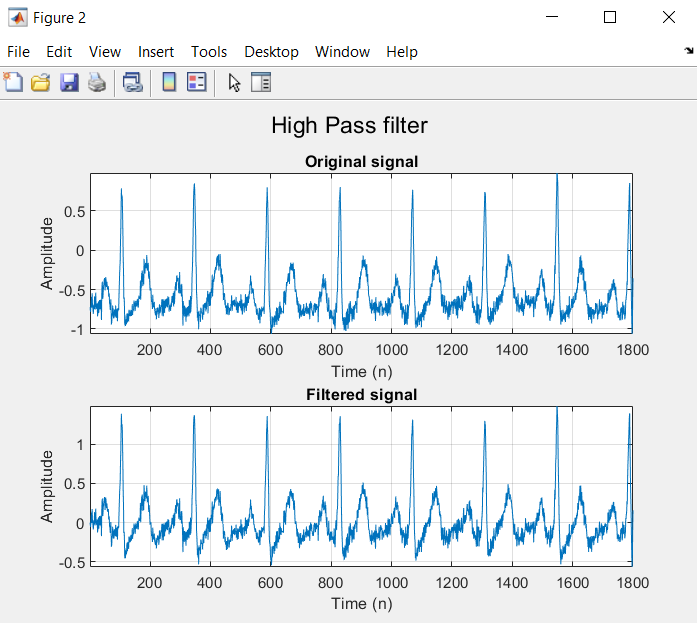 Figure 2
File Edit View Insert Tools Desktop Window Help
High Pass filter
Original signal
Amplitude
0.5
0
-0.5
-1
200 400 600 800 1000 1200 1400 1600 1800
Time (n)
Filtered signal
Amplitude
1
0.5
0
-0.5
200 400 600 800 1000 1200 1400 1600 1800
Time (n)